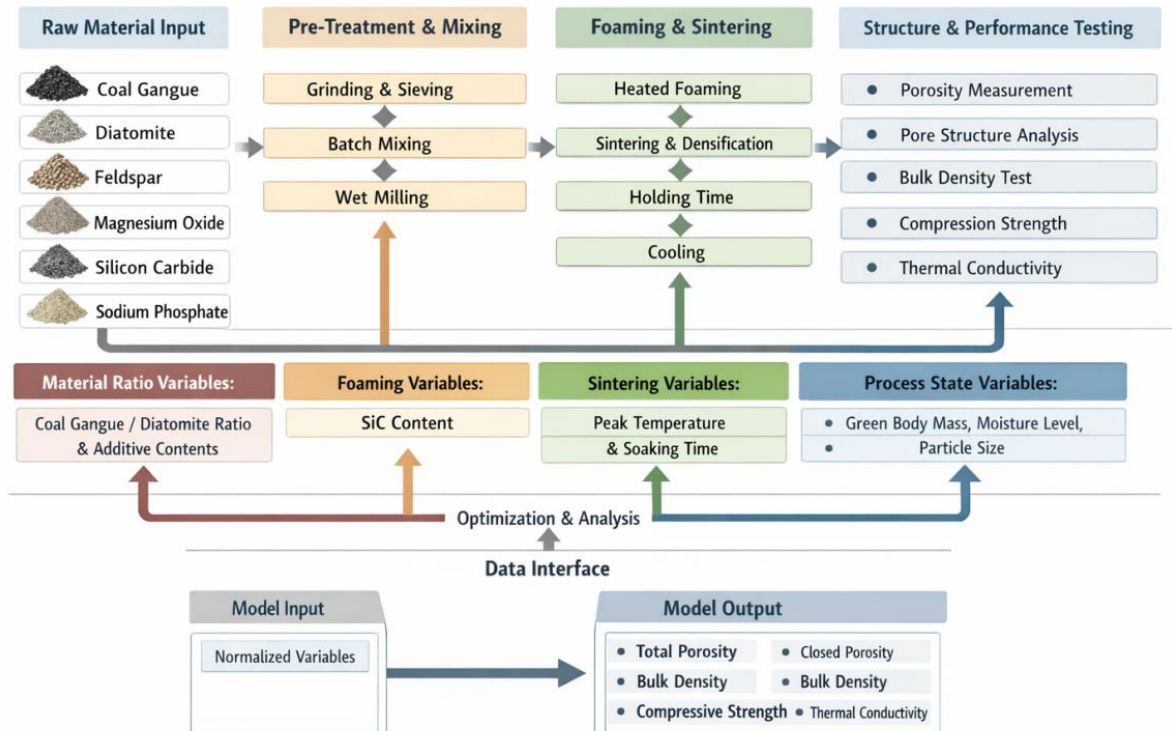 Raw Material Input
Pre-Treatment & Mixing
Foaming & Sintering
Structure & Performance Testing
Coal Gangue
Diatomite
Feldspar
Magnesium Oxide
Silicon Carbide
Sodium Phosphate
Grinding & Sieving
Batch Mixing
Wet Milling
Heated Foaming
Sintering & Densification
Holding Time
Cooling
• Porosity Measurement
• Pore Structure Analysis
• Bulk Density Test
• Compression Strength
• Thermal Conductivity
Material Ratio Variables:
Coal Gangue / Diatomite Ratio
& Additive Contents
Foaming Variables:
SiC Content
Sintering Variables:
Peak Temperature
& Soaking Time
Process State Variables:
• Green Body Mass, Moisture Level,
• Particle Size
Optimization & Analysis
Data Interface
Model Input
Normalized Variables
Model Output
• Total Porosity
• Closed Porosity
• Bulk Density
• Bulk Density
• Compressive Strength
• Thermal Conductivity